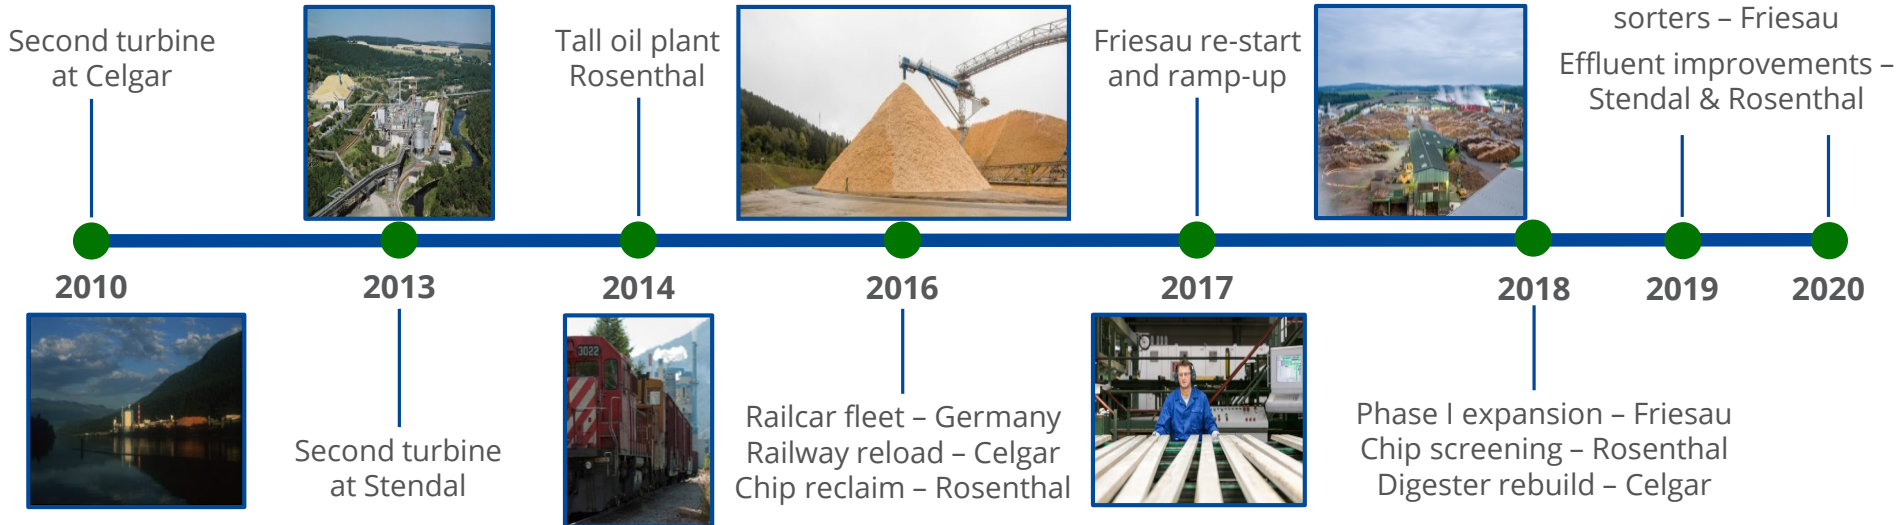 Second turbine
at Celgar
Tall oil plant
Rosenthal
Friesau re-start
and ramp-up
sorters – Friesau
Effluent improvements –
Stendal & Rosenthal
2010
2013
2014
2016
2017
2018
2019
2020
3022
Second turbine
at Stendal
Railcar fleet – Germany
Railway reload – Celgar
Chip reclaim – Rosenthal
Phase I expansion – Friesau
Chip screening – Rosenthal
Digester rebuild – Celgar